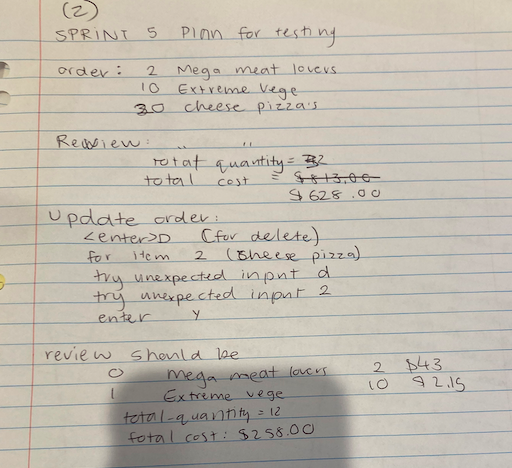 (2)
SPRINT 5 Plan for testing
order: 2 Mega meat lovers
10 Extreme Vege
20 cheese pizza's
Review: " "
Total quantity = 32
total cost = $813.00
$628.00
Update order:
<enter>D (for delete)
for item 2 (cheese pizza)
try unexpected input d
try unexpected input 2
enter y
review should be
0 mega meat lovers 2 $43
1 Extreme vege 10 $2.15
total-quantity = 12
total cost: $258.00